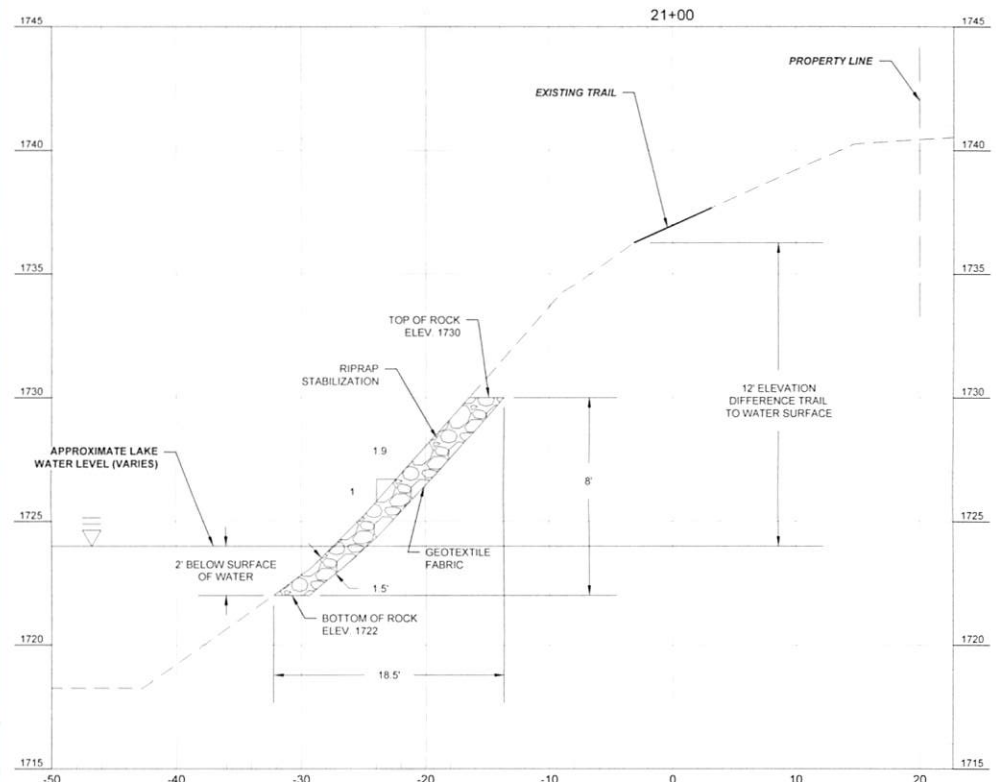 21+00
1745
1745
PROPERTY LINE
EXISTING TRAIL
1740
1740
1735
1735
TOP OF ROCK
ELEV. 1730
RIPRAP
STABILIZATION
1730
1730
12' ELEVATION
DIFFERENCE TRAIL
TO WATER SURFACE
1.9
APPROXIMATE LAKE
WATER LEVEL (VARIES)
1
8'
1725
1725
2' BELOW SURFACE
OF WATER
GEOTEXTILE
FABRIC
1.5'
BOTTOM OF ROCK
ELEV. 1722
1720
1720
18.5'
1715
1715
-50
-40
-30
-20
-10
0
10
20